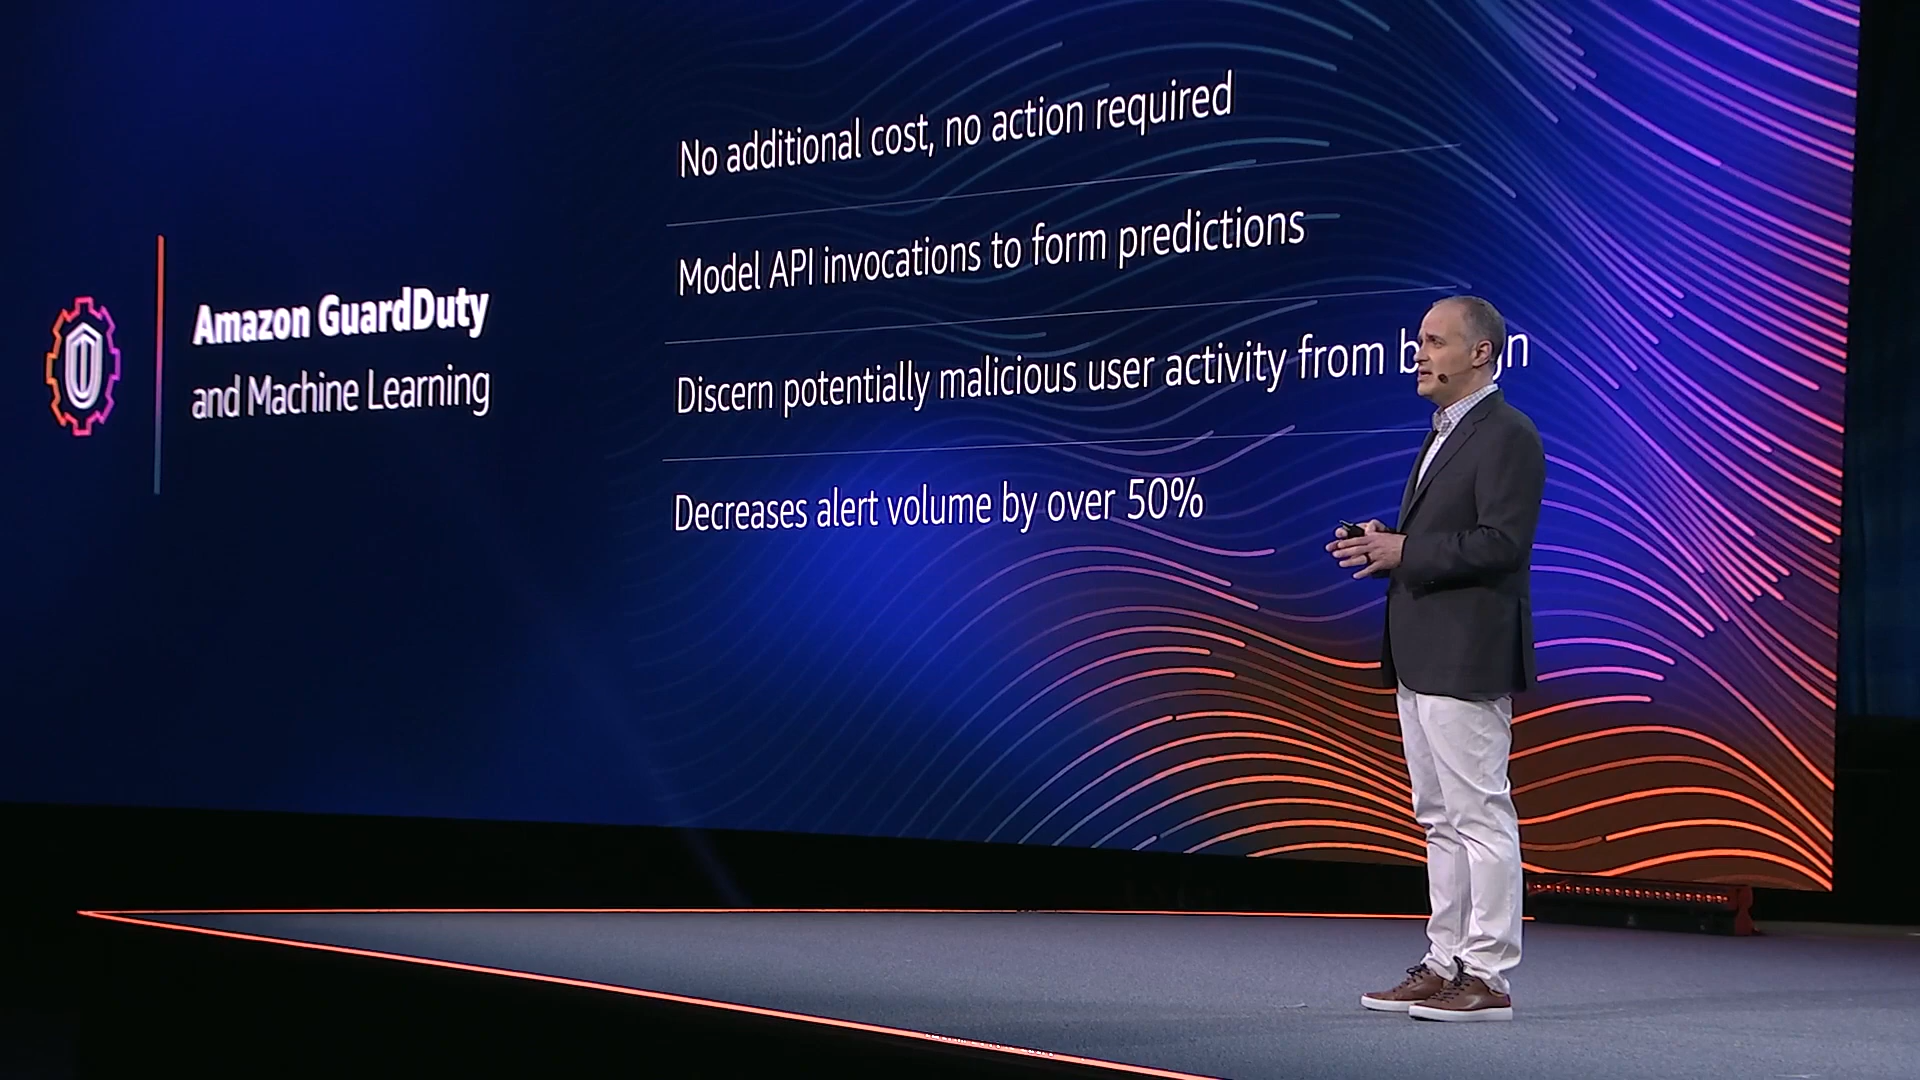 Amazon GuardDuty
and Machine Learning
No additional cost, no action required
Model API invocations to form predictions
Discern potentially malicious user activity from
Decreases alert volume by over 50%